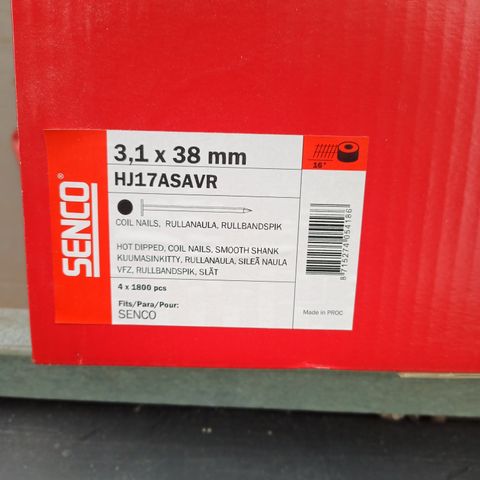 SENCO®
3,1 x 38 mm
HJ17ASAVR
16°
COIL NAILS, RULLANAULA, RULLBANDSPIK
HOT DIPPED, COIL NAILS, SMOOTH SHANK
KUUMASINKITTY, RULLANAULA, SILEÄ NAULA
VFZ, RULLBANDSPIK, SLÄT
4 x 1800 pcs
Fits/Para/Pour:
SENCO
8715274054186
Made in PROC